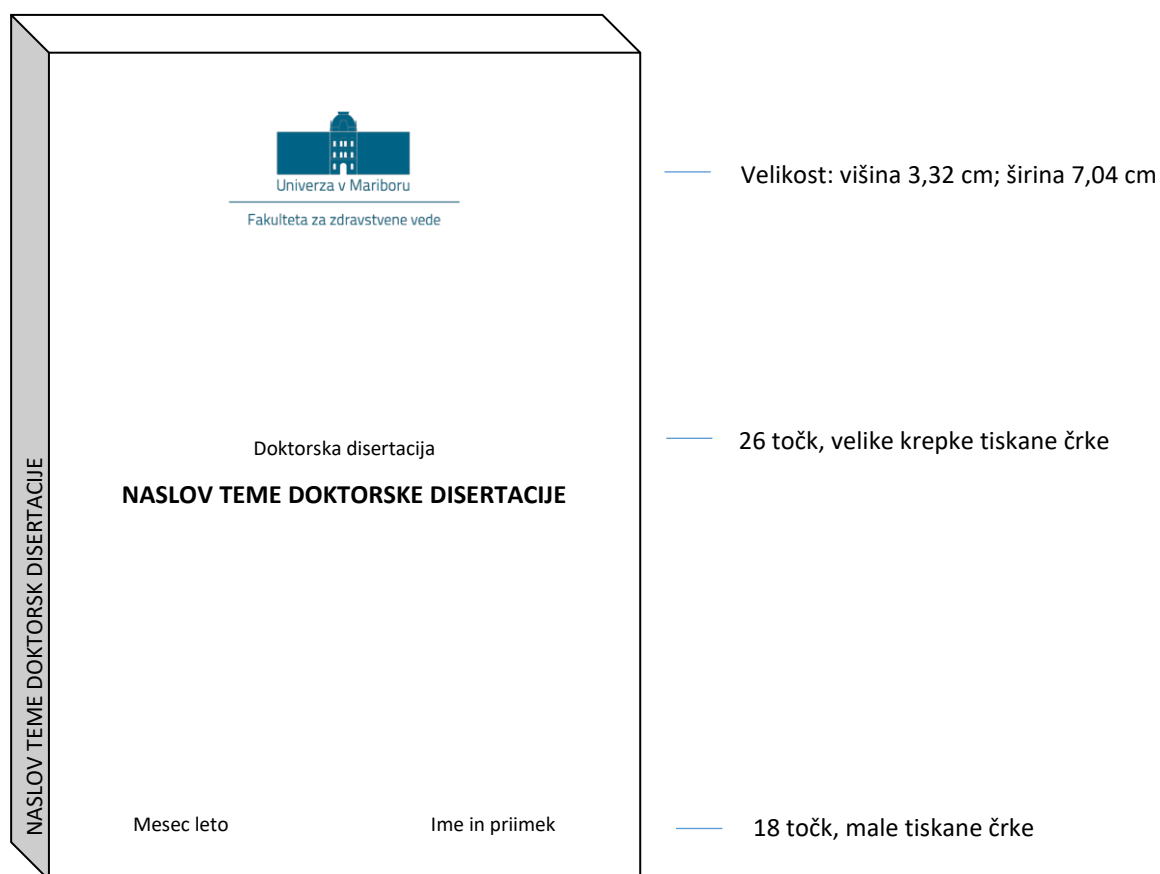 Univerza v Mariboru
Fakulteta za zdravstvene vede
Velikost: višina 3,32 cm; širina 7,04 cm
Doktorska disertacija
26 točk, velike krepke tiskane črke
NASLOV TEME DOKTORSKE DISERTACIJE
NASLOV TEME DOKTORSK DISERTACIJE
Mesec leto
Ime in priimek
18 točk, male tiskane črke